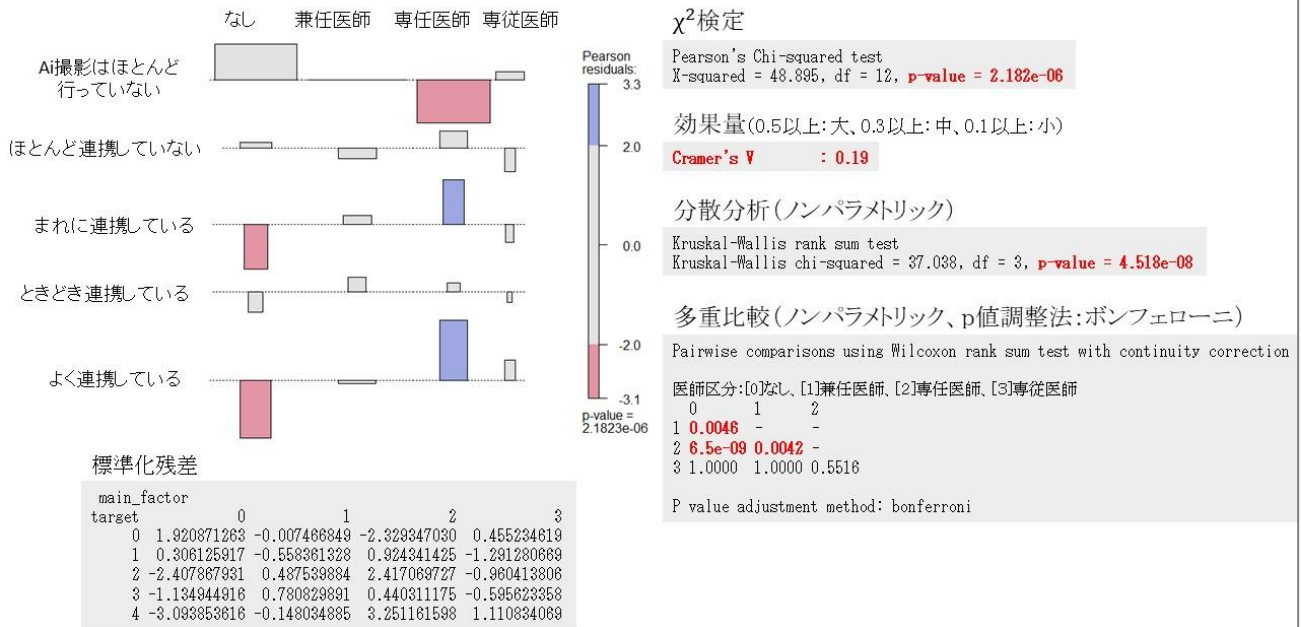 なし 兼任医師 専任医師 専従医師
Ai撮影はほとんど
行っていない
ほとんど連携していない
まれに連携している
ときどき連携している
よく連携している
Pearson
residuals:
3.3
2.0
0.0
-2.0
-3.1
p-value =
2.1823e-06
標準化残差
main_factor
target 0 1 2 3
0 1.920871263 -0.007466849 -2.329347030 0.455234619
1 0.306125917 -0.558361328 0.924341425 -1.291280669
2 -2.407867931 0.487539884 2.417069727 -0.960413806
3 -1.134944916 0.780829891 0.440311175 -0.595623358
4 -3.093853616 -0.148034885 3.251161598 1.110834069
χ²検定
Pearson's Chi-squared test
X-squared = 48.895, df = 12, p-value = 2.182e-06
効果量(0.5以上:大、0.3以上:中、0.1以上:小)
Cramer's V : 0.19
分散分析(ノンパラメトリック)
Kruskal-Wallis rank sum test
Kruskal-Wallis chi-squared = 37.038, df = 3, p-value = 4.518e-08
多重比較(ノンパラメトリック、p値調整法:ボンフェローニ)
Pairwise comparisons using Wilcoxon rank sum test with continuity correction
医師区分:[0]なし、[1]兼任医師、[2]専任医師、[3]専従医師
0 1 2
1 0.0046 - -
2 6.5e-09 0.0042 -
3 1.0000 1.0000 0.5516
P value adjustment method: bonferroni